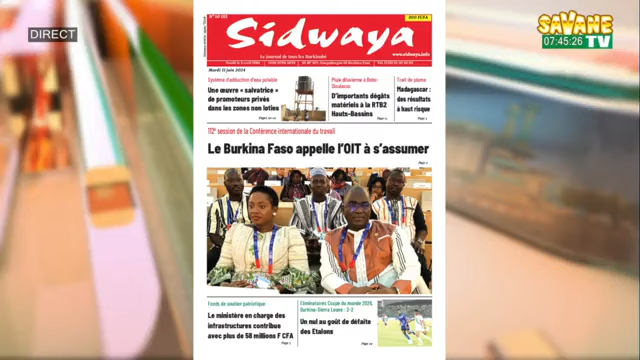 DIRECT
SAVANE
TV
07:45:26
Sidwaya
Le journal de tous les Burkinabè
www.sidwaya.info
Mardi 11 juin 2024
Système d'adduction d'eau potable
Une œuvre « salvatrice »
de promoteurs privés
dans les zones non loties
Pluie diluvienne à Bobo-
Dioulasso
D'importants dégâts
matériels à la RTB2
Hauts-Bassins
Trait de plume
Madagascar :
des résultats
à haut risque
112e session de la Conférence internationale du travail
Le Burkina Faso appelle l'OIT à s'assumer
Fonds de soutien patriotique
Le ministère en charge des
infrastructures contribue
avec plus de 58 millions F CFA
Eliminatoires Coupe du monde 2026,
Burkina-Sierra Leone : 2-2
Un nul au goût de défaite
des Etalons